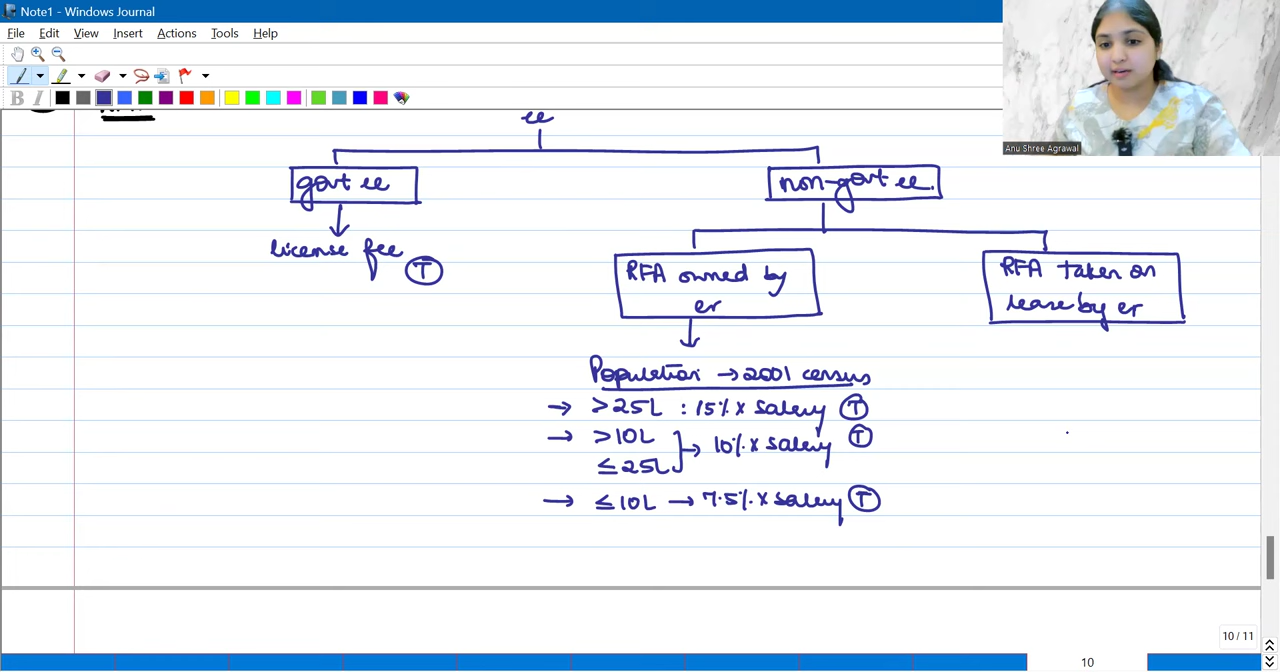 Note1 - Windows Journal
File Edit View Insert Actions Tools Help
B I
Anu Shree Agrawal
ee
govt ee
non-govt ee.
license fee
T
RFA owned by
er
RFA taken on
lease by er
Population → 2001 census
→ >25L : 15% x salary T
→ >10L
≤25L
→ 10% x salary T
→ ≤10L → 7.5% x salary T
10 / 11
10